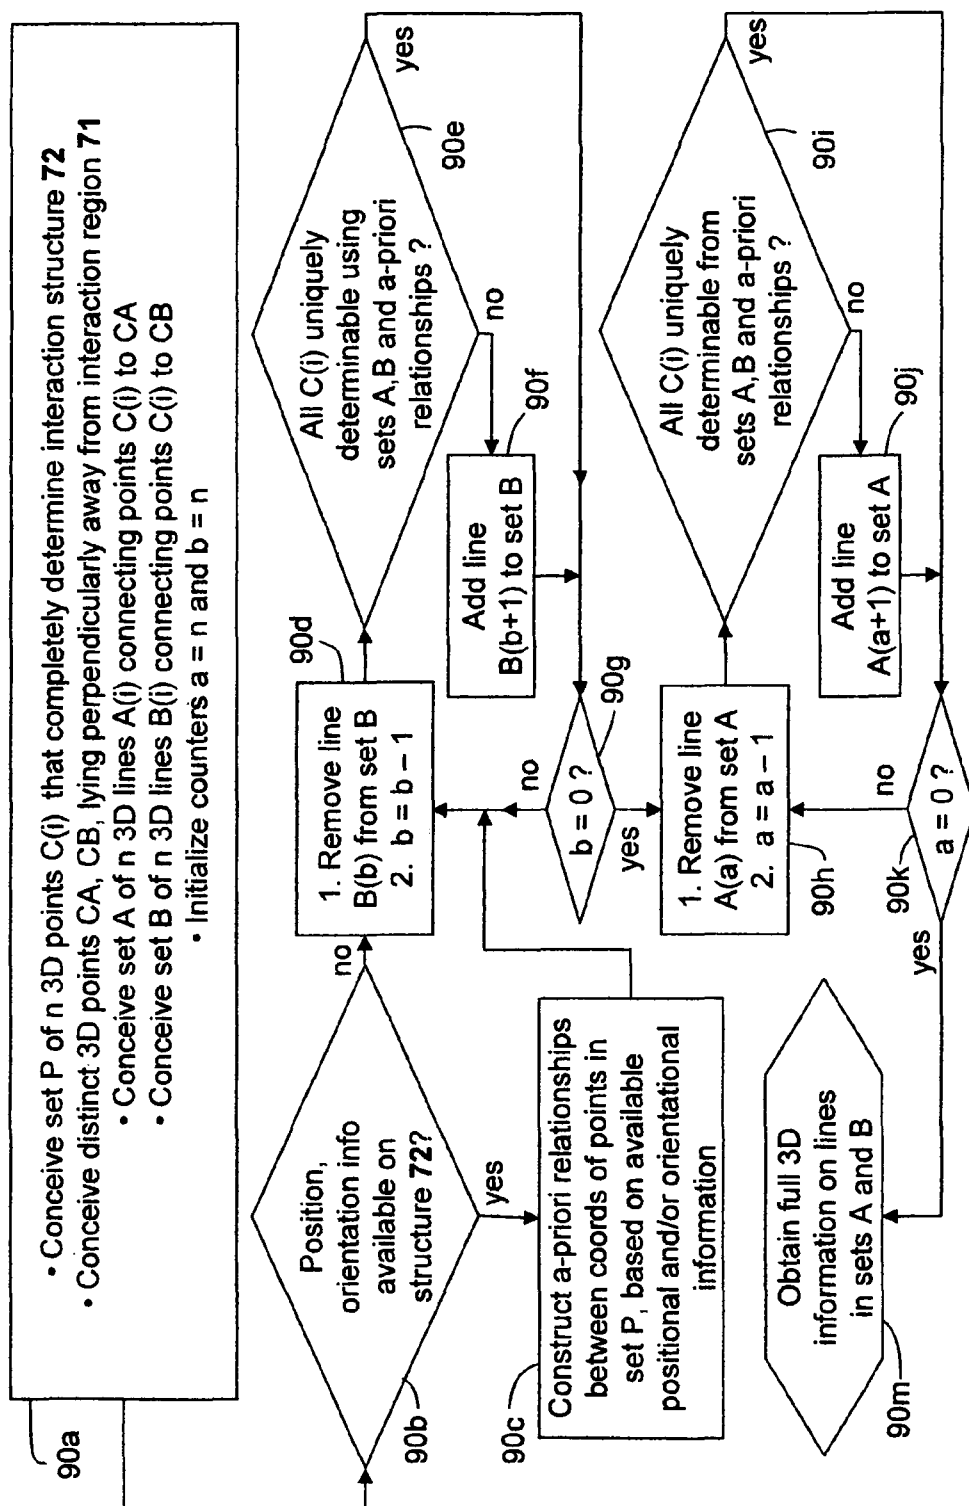 • Conceive set P of n 3D points C(i) that completely determine interaction structure 72
• Conceive distinct 3D points CA, CB, lying perpendicularly away from interaction region 71
• Conceive set A of n 3D lines A(i) connecting points C(i) to CA
• Conceive set B of n 3D lines B(i) connecting points C(i) to CB
• Initialize counters a = n and b = n
90a
Position,
orientation info
available on
structure 72?
90b
no
yes
Construct a-priori relationships
between coords of points in
set P, based on available
positional and/or orientational
information
90c
1. Remove line
B(b) from set B
2. b = b – 1
90d
All C(i) uniquely
determinable using
sets A,B and a-priori
relationships ?
90e
yes
no
Add line
B(b+1) to set B
90f
b = 0 ?
90g
no
yes
1. Remove line
A(a) from set A
2. a = a – 1
90h
All C(i) uniquely
determinable from
sets A,B and a-priori
relationships ?
90i
yes
no
Add line
A(a+1) to set A
90j
a = 0 ?
90k
no
yes
Obtain full 3D
information on lines
in sets A and B
90m